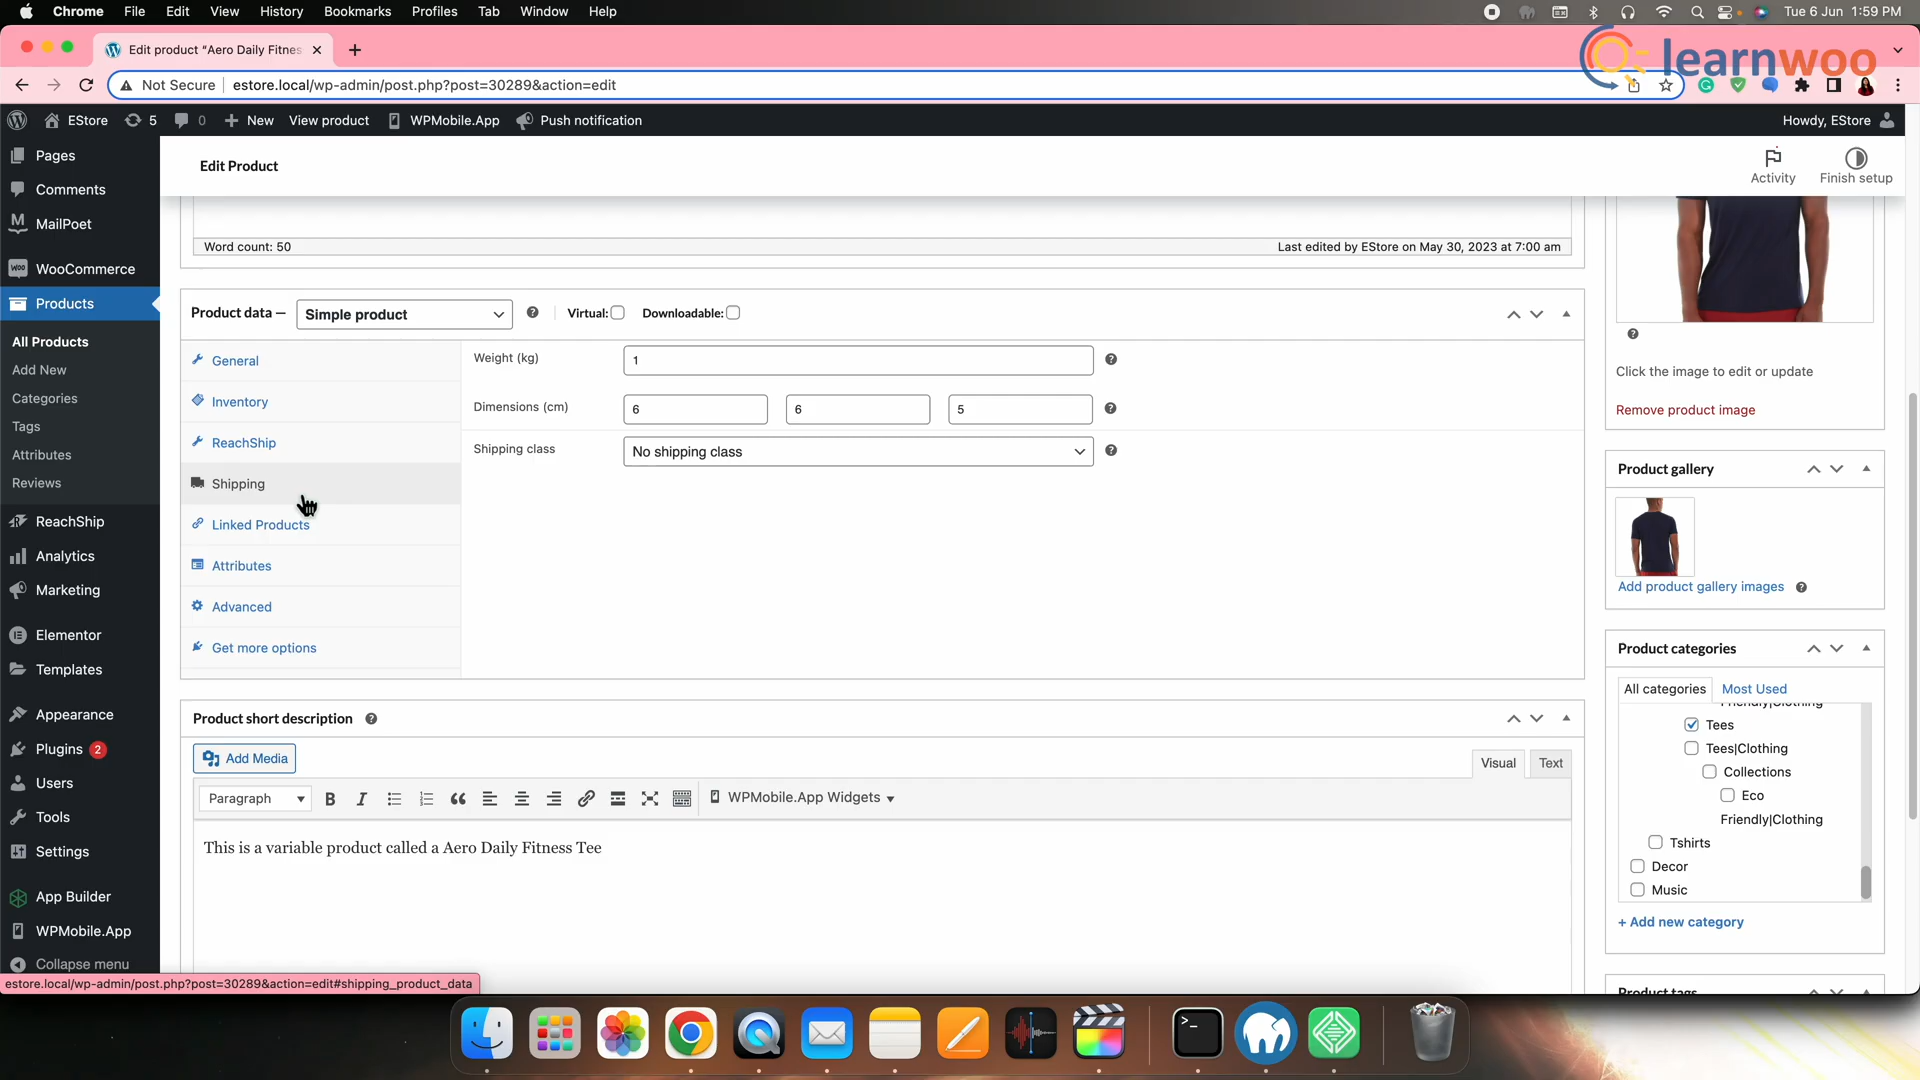 Chrome File Edit View History Bookmarks Profiles Tab Window Help Tue 6 Jun 1:59 PM
Edit product “Aero Daily Fitnes
learnwoo
Not Secure estore.local/wp-admin/post.php?post=30289&action=edit
EStore 5 0 New View product WPMobile.App Push notification Howdy, EStore
Pages
Comments
MailPoet
WooCommerce
Products
All Products
Add New
Categories
Tags
Attributes
Reviews
ReachShip
Analytics
Marketing
Elementor
Templates
Appearance
Plugins 2
Users
Tools
Settings
App Builder
WPMobile.App
Collapse menu
estore.local/wp-admin/post.php?post=30289&action=edit#shipping_product_data
Edit Product
Activity
Finish setup
Word count: 50
Last edited by EStore on May 30, 2023 at 7:00 am
Product data — Simple product Virtual: Downloadable:
General
Inventory
ReachShip
Shipping
Linked Products
Attributes
Advanced
Get more options
Weight (kg) 1
Dimensions (cm) 6 6 5
Shipping class No shipping class
Product short description
Add Media
Visual Text
Paragraph B I WPMobile.App Widgets
This is a variable product called a Aero Daily Fitness Tee
Click the image to edit or update
Remove product image
Product gallery
Add product gallery images
Product categories
All categories Most Used
Friendly|Clothing
Tees
Tees|Clothing
Collections
Eco
Friendly|Clothing
Tshirts
Decor
Music
+ Add new category
Product tags